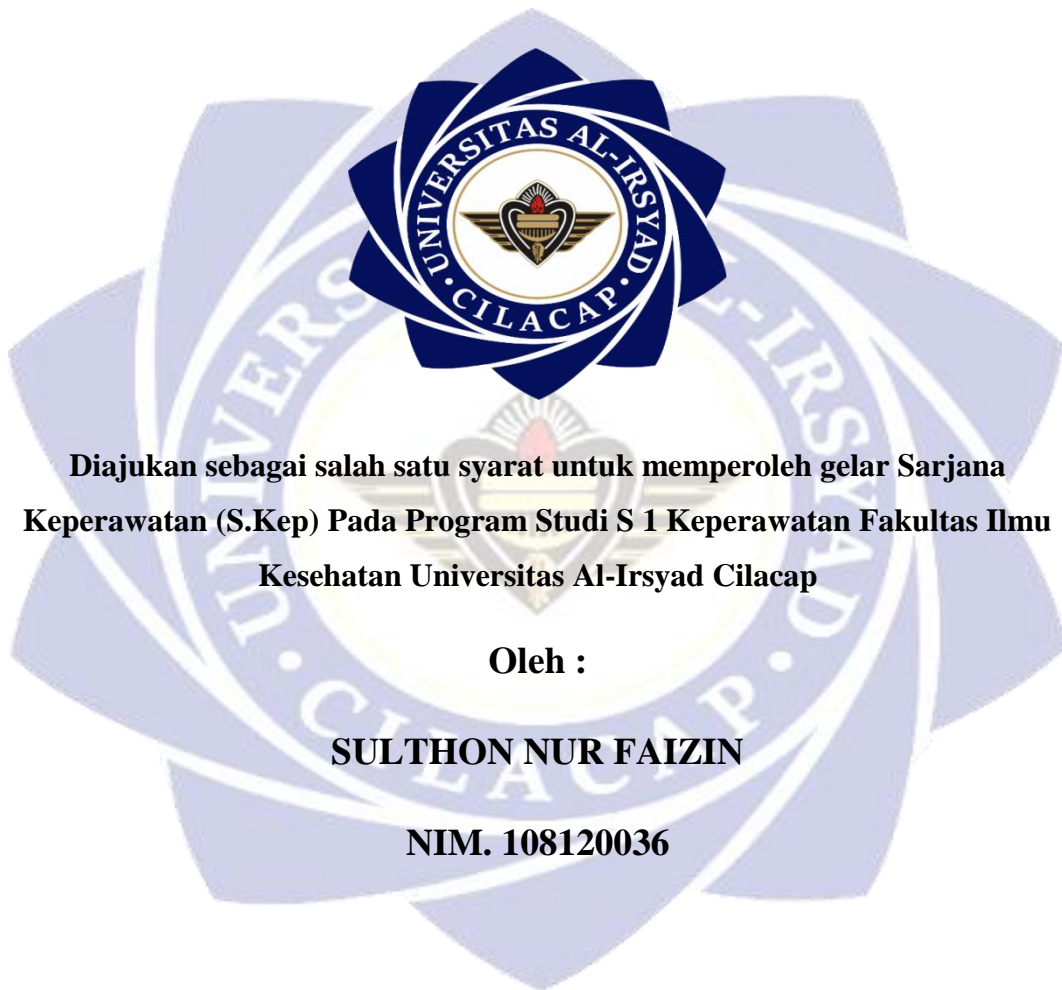 UNIVERSITAS AL-IRSYAD
CILACAP
Diajukan sebagai salah satu syarat untuk memperoleh gelar Sarjana
Keperawatan (S.Kep) Pada Program Studi S 1 Keperawatan Fakultas Ilmu
Kesehatan Universitas Al-Irsyad Cilacap
Oleh :
SULTHON NUR FAIZIN
NIM. 108120036